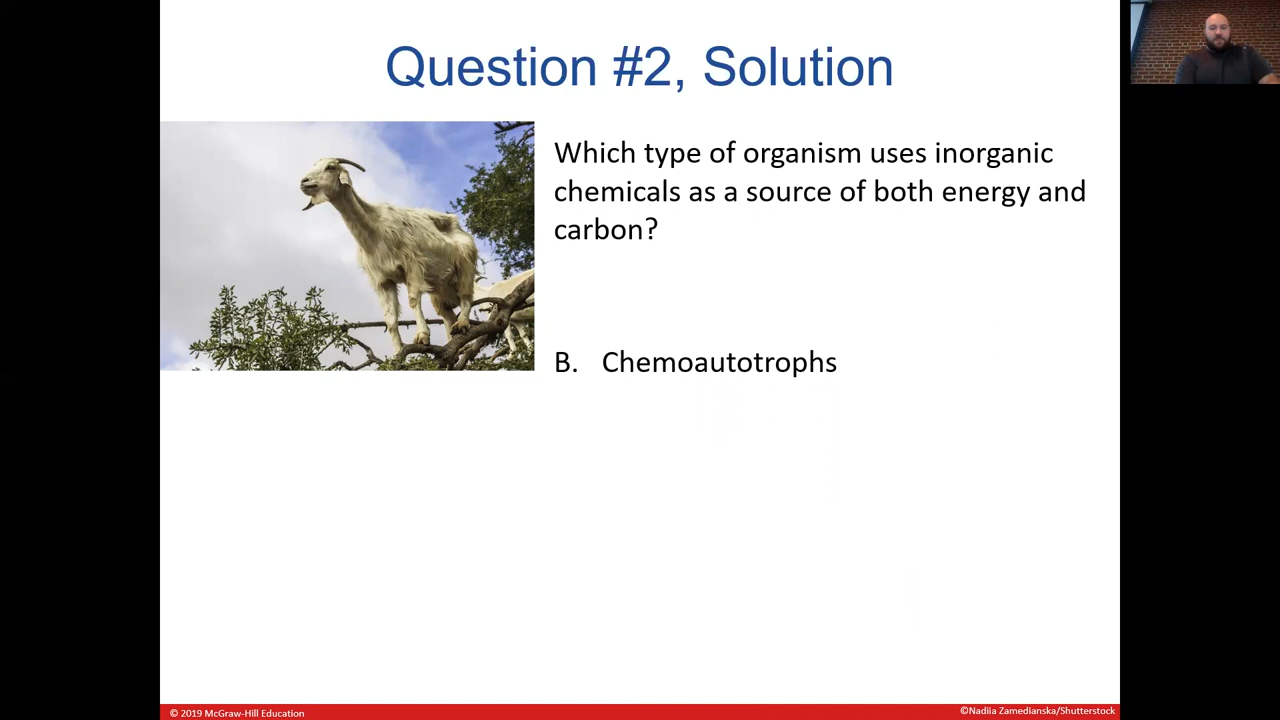 Question #2, Solution
Which type of organism uses inorganic
chemicals as a source of both energy and
carbon?
B. Chemoautotrophs
© 2019 McGraw-Hill Education
©Nadiia Zamedianska/Shutterstock